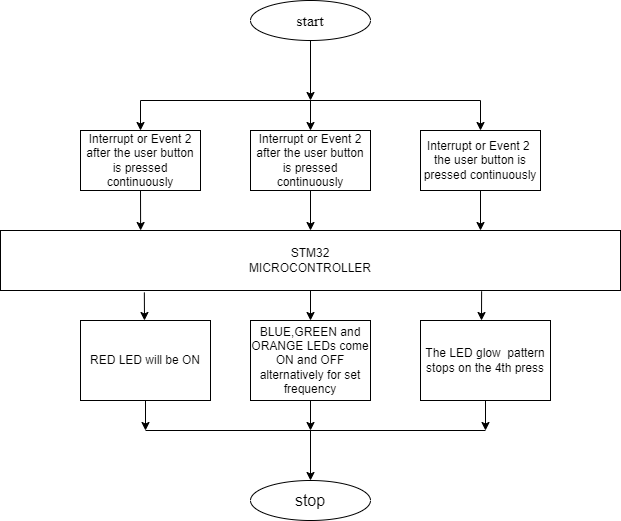 start
Interrupt or Event 2
after the user button
is pressed
continuously
Interrupt or Event 2
after the user button
is pressed
continuously
Interrupt or Event 2
the user button is
pressed continuously
STM32
MICROCONTROLLER
RED LED will be ON
BLUE,GREEN and
ORANGE LEDs come
ON and OFF
alternatively for set
frequency
The LED glow pattern
stops on the 4th press
stop